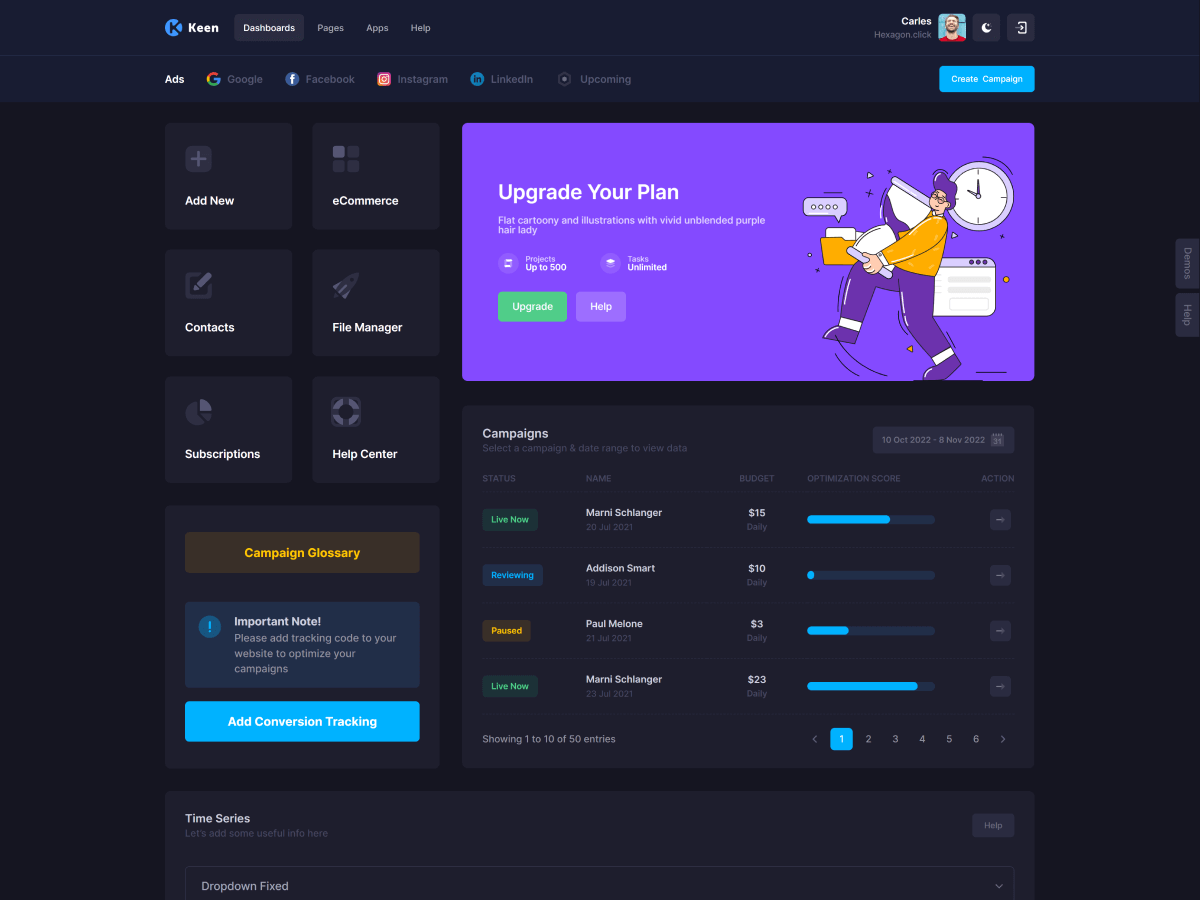 Keen
Dashboards
Pages
Apps
Help
Carles
Hexagon.click
Ads
Google
Facebook
Instagram
LinkedIn
Upcoming
Create Campaign
Add New
eCommerce
Contacts
File Manager
Subscriptions
Help Center
Upgrade Your Plan
Flat cartoony and illustrations with vivid unblended purple
hair lady
Projects
Up to 500
Tasks
Unlimited
Upgrade
Help
Demos
Help
Campaign Glossary
Important Note!
Please add tracking code to your
website to optimize your
campaigns
Add Conversion Tracking
Campaigns
Select a campaign & date range to view data
10 Oct 2022 - 8 Nov 2022
31
STATUS NAME BUDGET OPTIMIZATION SCORE ACTION
Live Now
Marni Schlanger
20 Jul 2021
$15
Daily
Reviewing
Addison Smart
19 Jul 2021
$10
Daily
Paused
Paul Melone
21 Jul 2021
$3
Daily
Live Now
Marni Schlanger
23 Jul 2021
$23
Daily
Showing 1 to 10 of 50 entries
1 2 3 4 5 6
Time Series
Let's add some useful info here
Help
Dropdown Fixed